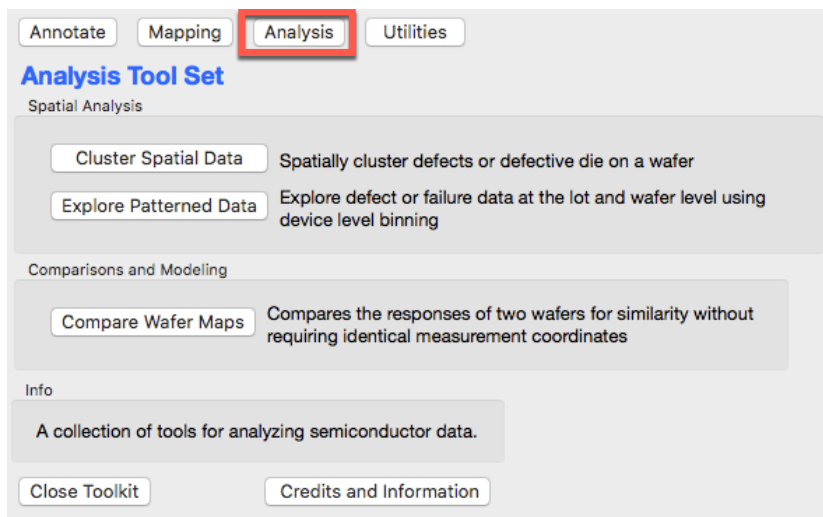 Annotate Mapping Analysis Utilities
Analysis Tool Set
Spatial Analysis
Cluster Spatial Data Spatially cluster defects or defective die on a wafer
Explore Patterned Data Explore defect or failure data at the lot and wafer level using
device level binning
Comparisons and Modeling
Compare Wafer Maps Compares the responses of two wafers for similarity without
requiring identical measurement coordinates
Info
A collection of tools for analyzing semiconductor data.
Close Toolkit Credits and Information